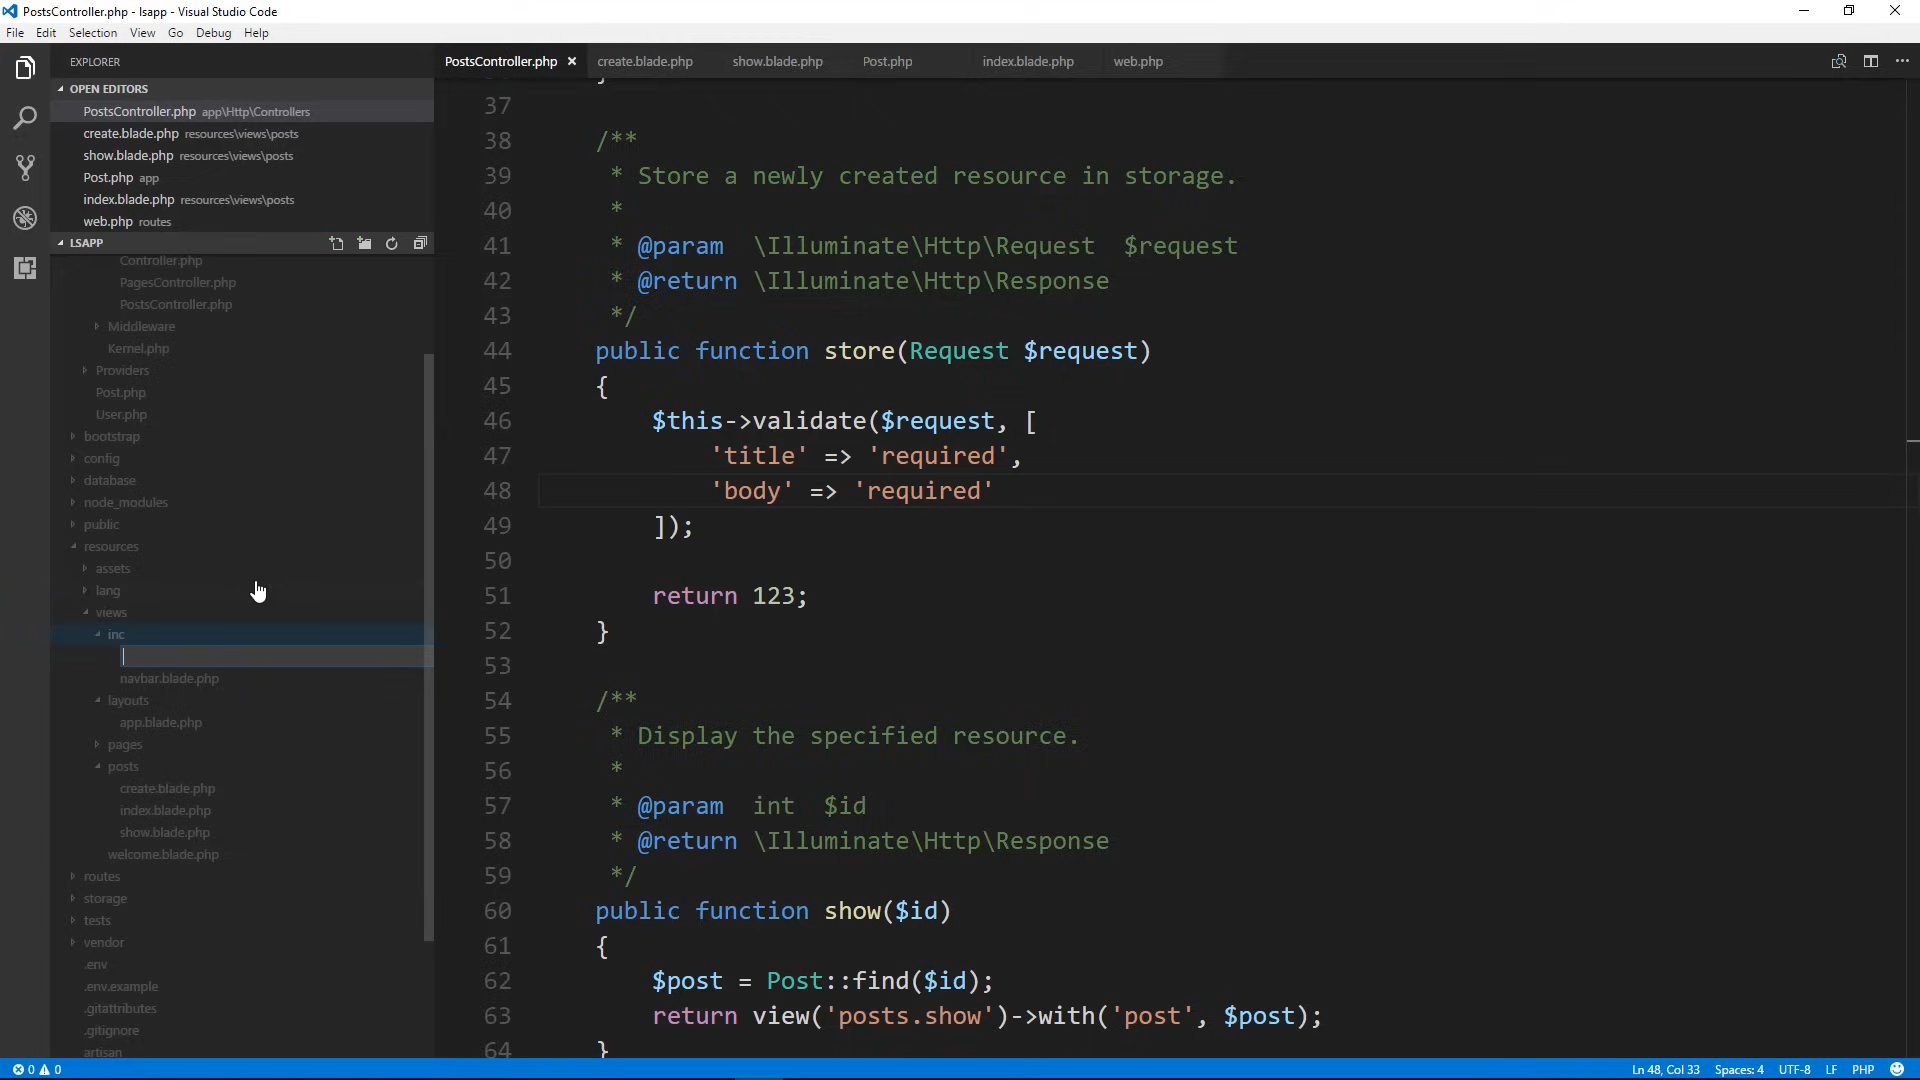 PostsController.php - lsapp - Visual Studio Code
File Edit Selection View Go Debug Help
EXPLORER
OPEN EDITORS
PostsController.php app\Http\Controllers
create.blade.php resources\views\posts
show.blade.php resources\views\posts
Post.php app
index.blade.php resources\views\posts
web.php routes
LSAPP
Controller.php
PagesController.php
PostsController.php
Middleware
Kernel.php
Providers
Post.php
User.php
bootstrap
config
database
node_modules
public
resources
assets
lang
views
inc
navbar.blade.php
layouts
app.blade.php
pages
posts
create.blade.php
index.blade.php
show.blade.php
welcome.blade.php
routes
storage
tests
vendor
.env
.env.example
.gitattributes
.gitignore
artisan
PostsController.php × create.blade.php show.blade.php Post.php index.blade.php web.php
37
38 /**
39 * Store a newly created resource in storage.
40 *
41 * @param \Illuminate\Http\Request $request
42 * @return \Illuminate\Http\Response
43 */
44 public function store(Request $request)
45 {
46 $this->validate($request, [
47 'title' => 'required',
48 'body' => 'required'
49 ]);
50
51 return 123;
52 }
53
54 /**
55 * Display the specified resource.
56 *
57 * @param int $id
58 * @return \Illuminate\Http\Response
59 */
60 public function show($id)
61 {
62 $post = Post::find($id);
63 return view('posts.show')->with('post', $post);
64 }
0 0 Ln 48, Col 33 Spaces: 4 UTF-8 LF PHP